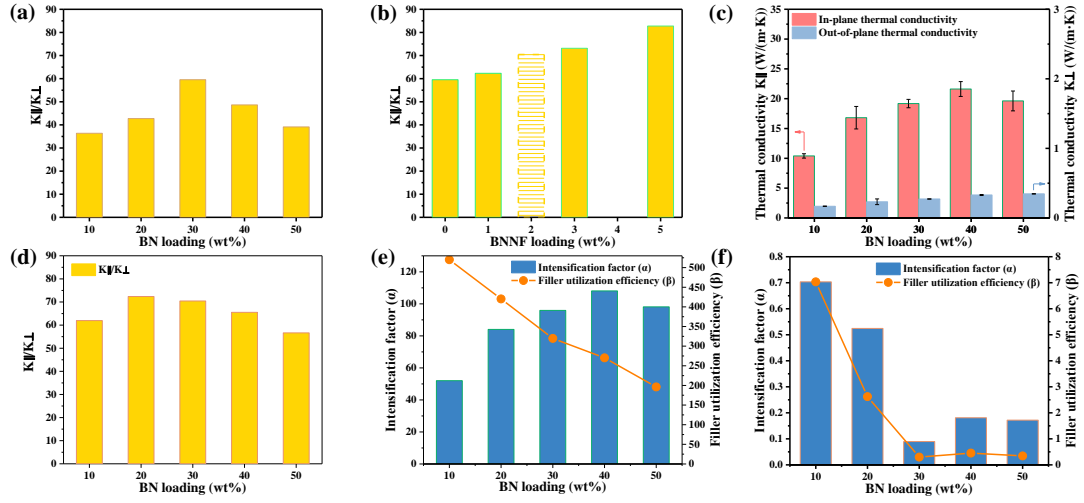 (a)
90
80
70
60
50
40
30
20
10
0
K∥/K⊥
10 20 30 40 50
BN loading (wt%)
(b)
90
80
70
60
50
40
30
20
10
0
K∥/K⊥
0 1 2 3 4 5
BNNF loading (wt%)
(c)
35
30
25
20
15
10
5
0
Thermal conductivity K∥ (W/(m·K)
In-plane thermal conductivity
Out-of-plane thermal conductivity
3
2
1
0
Thermal conductivity K⊥ (W/(m·K)
10 20 30 40 50
BN loading (wt%)
(d)
90
80
70
60
50
40
30
20
10
0
K∥/K⊥
K∥/K⊥
10 20 30 40 50
BN loading (wt%)
(e)
120
100
80
60
40
20
0
Intensification factor (α)
Intensification factor (α)
Filler utilization efficiency (β)
500
450
400
350
300
250
200
150
100
50
0
Filler utilization efficiency (β)
10 20 30 40 50
BN loading (wt%)
(f)
0.8
0.7
0.6
0.5
0.4
0.3
0.2
0.1
0.0
Intensification factor (α)
Intensification factor (α)
Filler utilization efficiency (β)
8
7
6
5
4
3
2
1
0
Filler utilization efficiency (β)
10 20 30 40 50
BN loading (wt%)